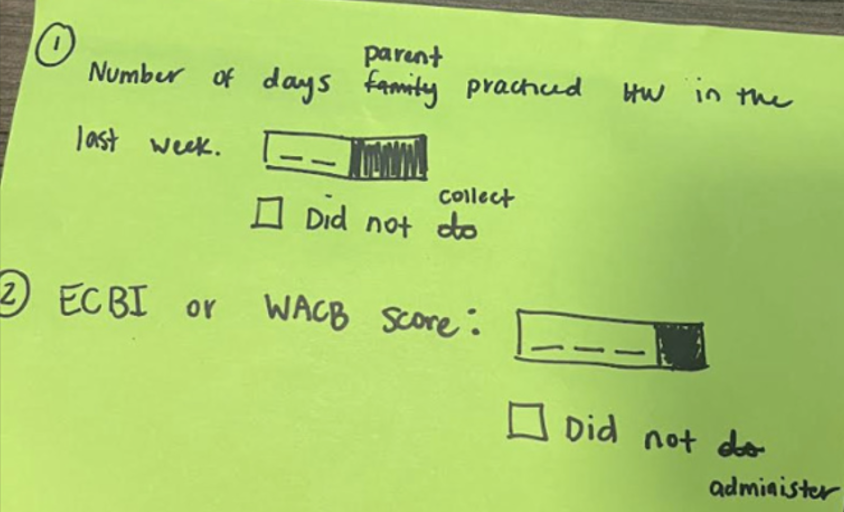 ① parent
Number of days family practiced HW in the
last week. _ _
collect
□ Did not do
② ECBI or WACB score: _ _ _
□ Did not do
administer